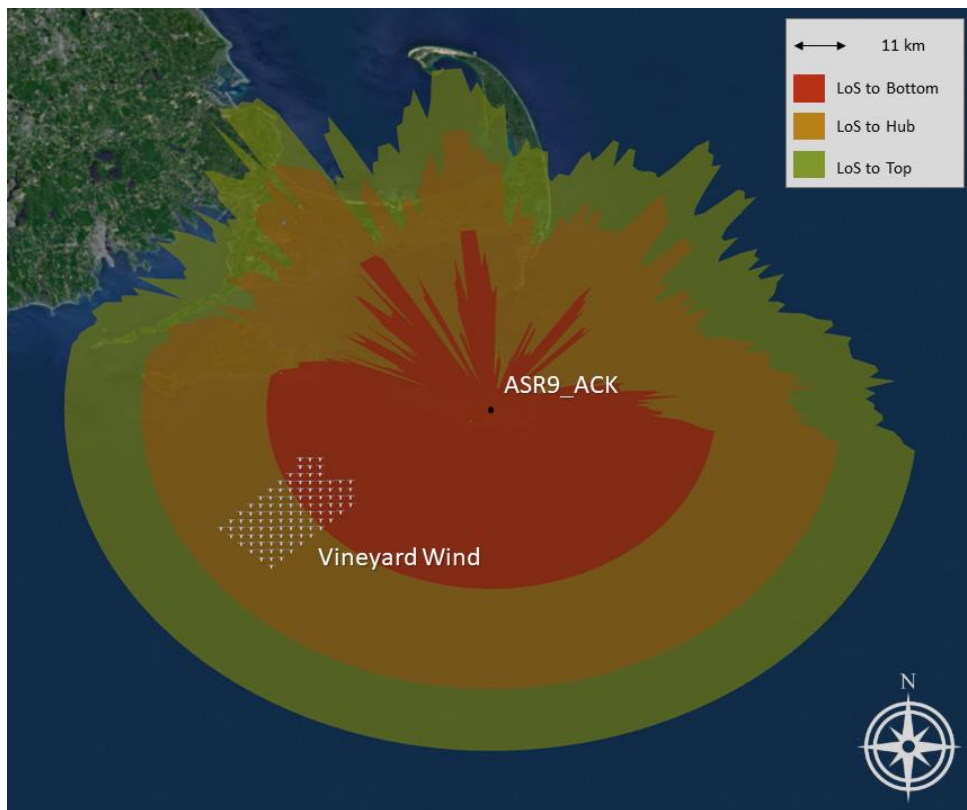 11 km
LoS to Bottom
LoS to Hub
LoS to Top
ASR9_ACK
Vineyard Wind
N